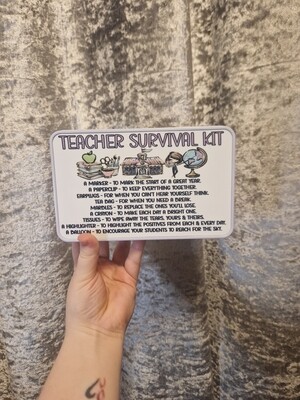 TEACHER SURVIVAL KIT
A MARKER - TO MARK THE START OF A GREAT YEAR.
A PAPERCLIP - TO KEEP EVERYTHING TOGETHER.
EARPLUGS - FOR WHEN YOU CAN'T HEAR YOURSELF THINK.
TEA BAG - FOR WHEN YOU NEED A BREAK.
MARBLES - TO REPLACE THE ONES YOU'LL LOSE.
A CRAYON - TO MAKE EACH DAY A BRIGHT ONE.
TISSUES - TO WIPE AWAY THE TEARS, YOURS & THEIRS.
A HIGHLIGHTER - TO HIGHLIGHT THE POSITIVES FROM EACH & EVERY DAY.
A BALLOON - TO ENCOURAGE YOUR STUDENTS TO REACH FOR THE SKY.